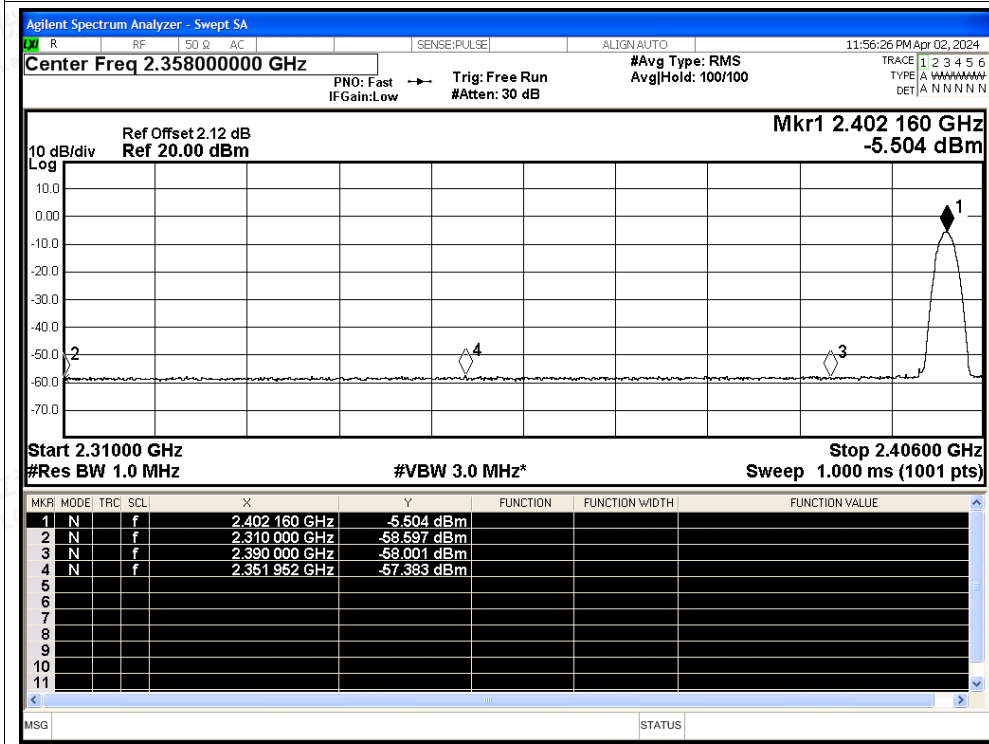 Agilent Spectrum Analyzer - Swept SA
LXI R RF 50 Ω AC SENSE:PULSE ALIGN AUTO 11:56:26 PM Apr 02, 2024
Center Freq 2.358000000 GHz
PNO: Fast
IFGain:Low
Trig: Free Run
#Atten: 30 dB
#Avg Type: RMS
Avg|Hold: 100/100
TRACE 1 2 3 4 5 6
TYPE A WWWWW
DET A N N N N N
Mkr1 2.402 160 GHz
-5.504 dBm
Ref Offset 2.12 dB
10 dB/div Ref 20.00 dBm
Log
10.0
0.00
-10.0
-20.0
-30.0
-40.0
-50.0
-60.0
-70.0
1
2
4
3
Start 2.31000 GHz Stop 2.40600 GHz
#Res BW 1.0 MHz #VBW 3.0 MHz* Sweep 1.000 ms (1001 pts)
MKR MODE TRC SCL X Y FUNCTION FUNCTION WIDTH FUNCTION VALUE
1 N f 2.402 160 GHz -5.504 dBm
2 N f 2.310 000 GHz -58.597 dBm
3 N f 2.390 000 GHz -58.001 dBm
4 N f 2.351 952 GHz -57.383 dBm
5
6
7
8
9
10
11
MSG STATUS